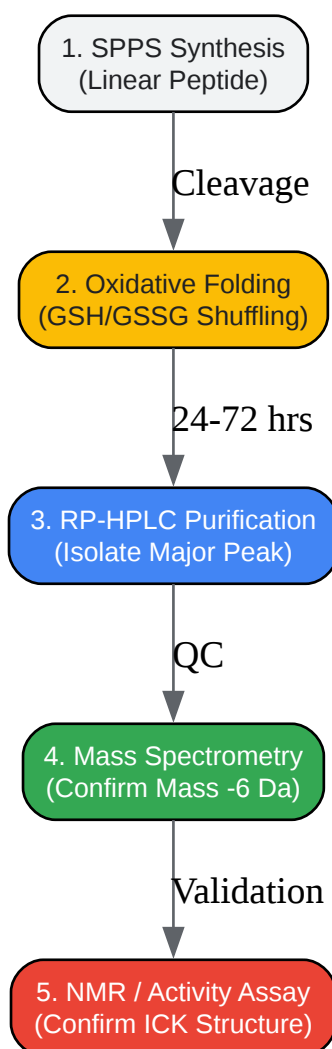 1. SPPS Synthesis
(Linear Peptide)
Cleavage
2. Oxidative Folding
(GSH/GSSG Shuffling)
24-72 hrs
3. RP-HPLC Purification
(Isolate Major Peak)
QC
4. Mass Spectrometry
(Confirm Mass -6 Da)
Validation
5. NMR / Activity Assay
(Confirm ICK Structure)